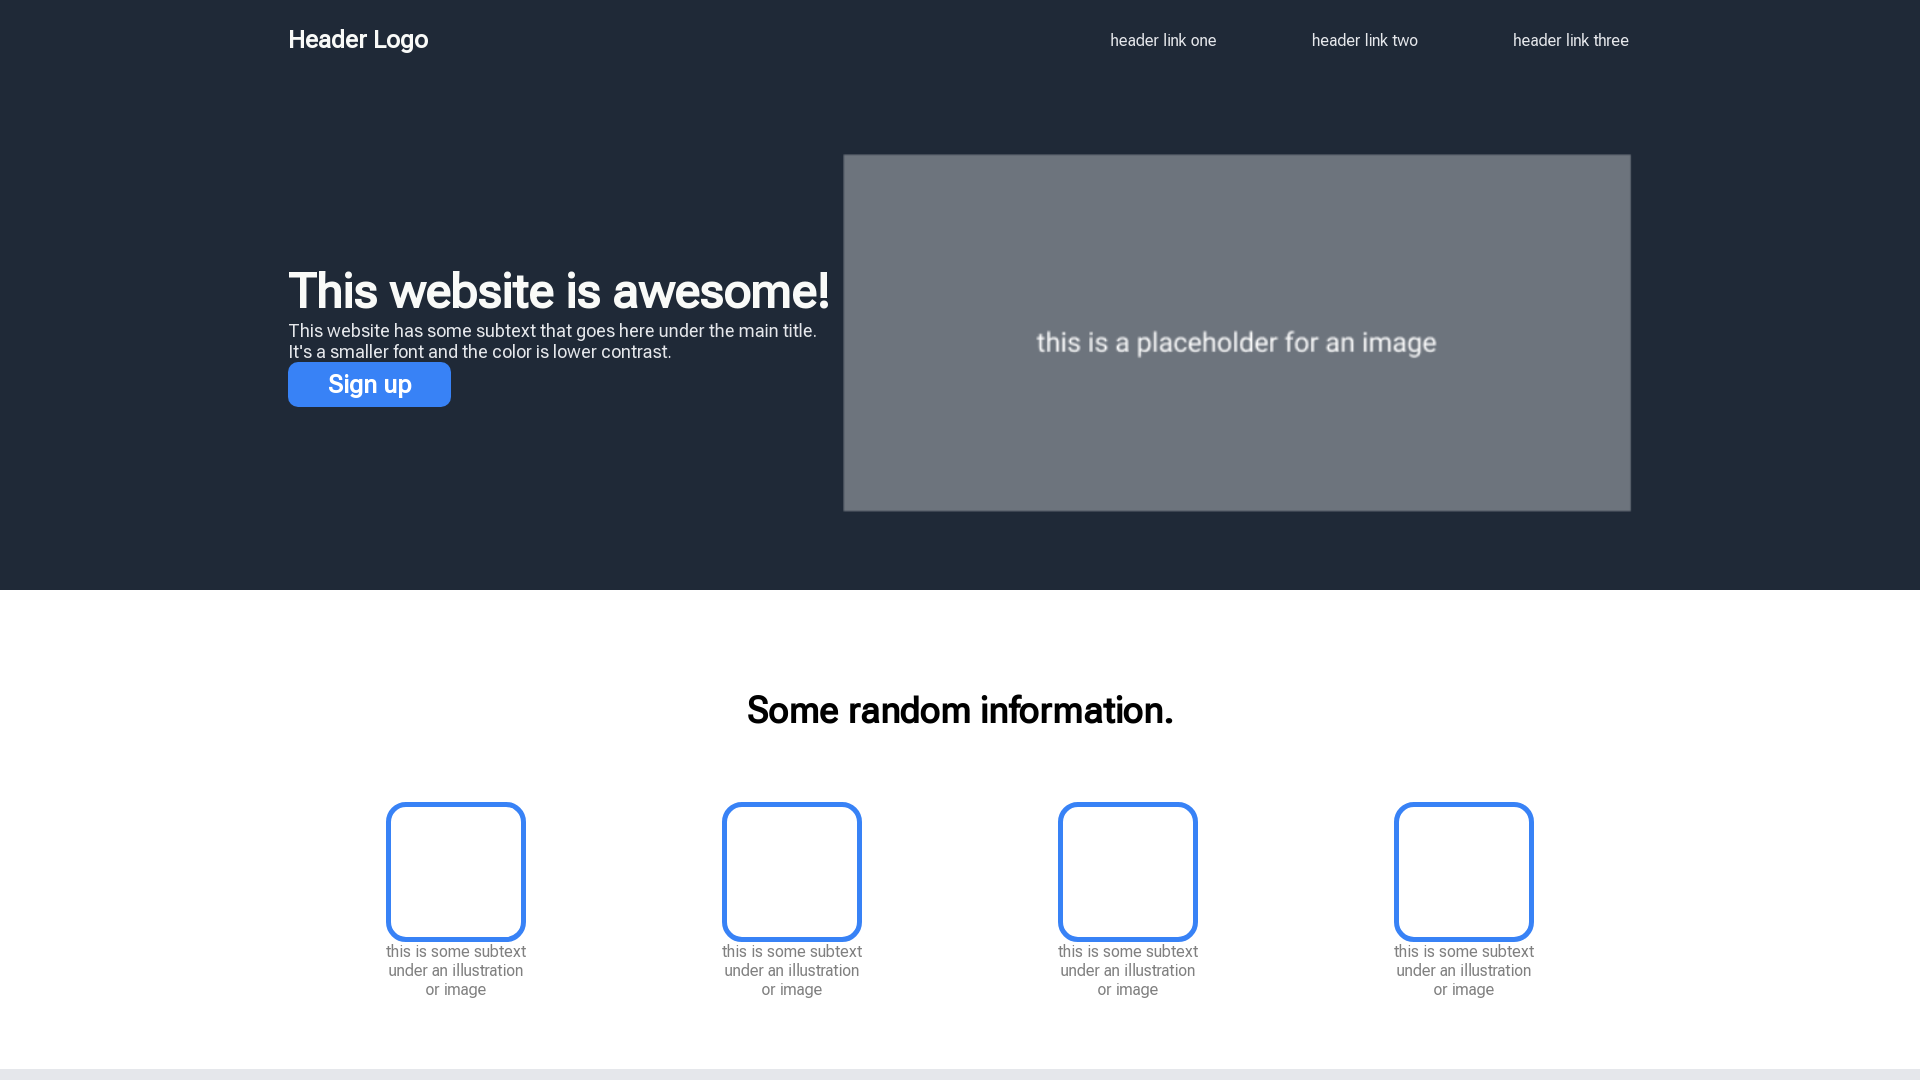 Header Logo
header link one
header link two
header link three
This website is awesome!
This website has some subtext that goes here under the main title.
It's a smaller font and the color is lower contrast.
Sign up
this is a placeholder for an image
Some random information.
this is some subtext
under an illustration
or image
this is some subtext
under an illustration
or image
this is some subtext
under an illustration
or image
this is some subtext
under an illustration
or image